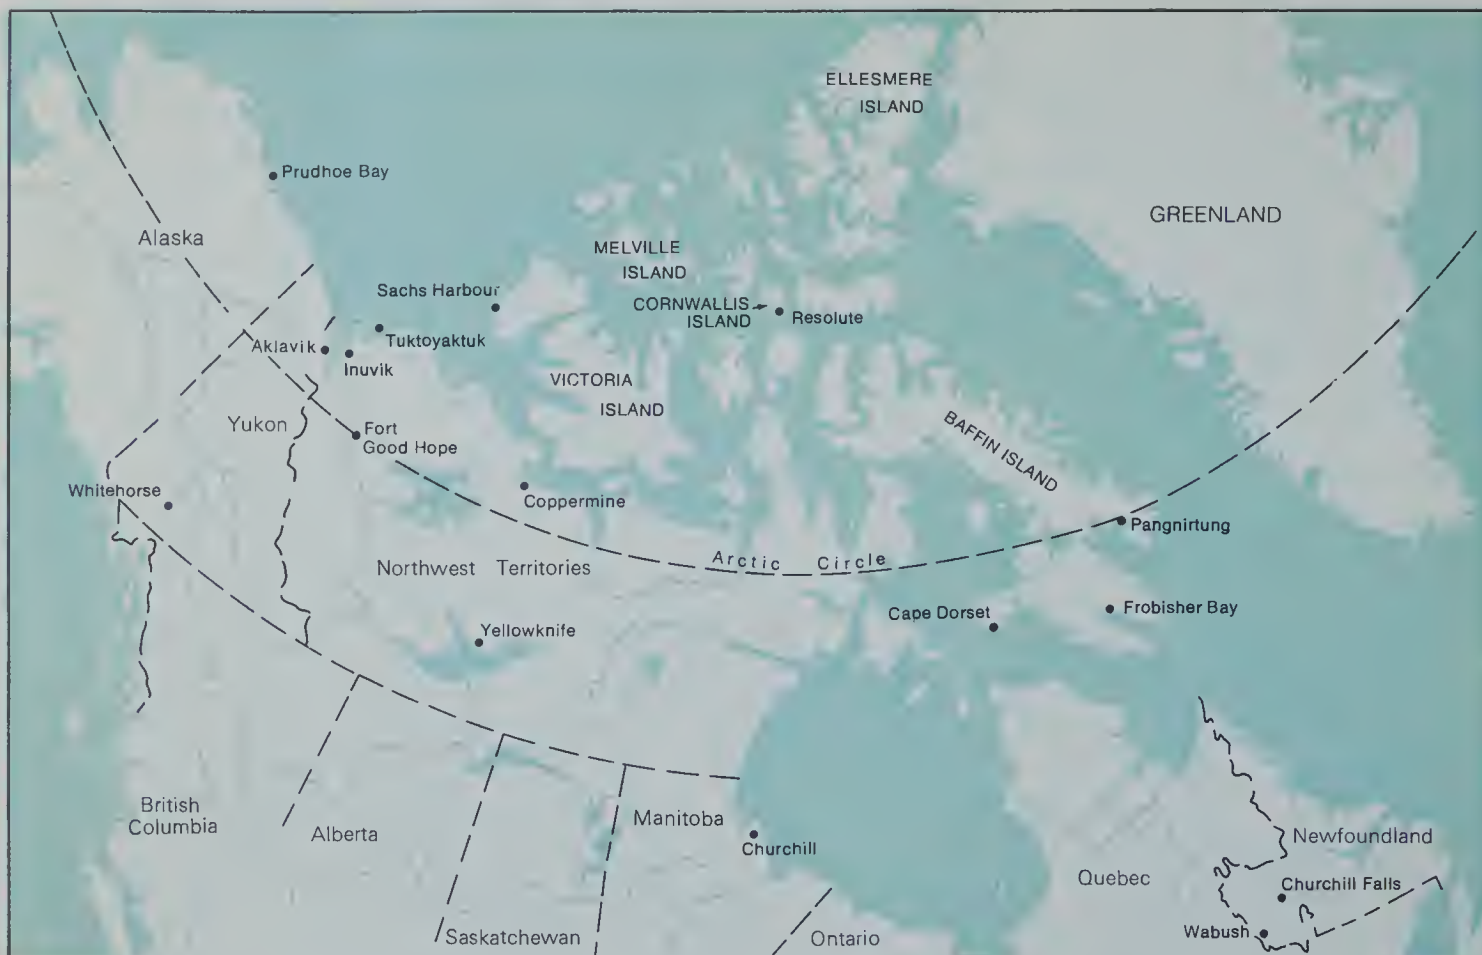 ELLESMERE
ISLAND
Prudhoe Bay
GREENLAND
Alaska
MELVILLE
ISLAND
Sachs Harbour
CORNWALLIS
ISLAND
Resolute
Tuktoyaktuk
Aklavik
Inuvik
VICTORIA
ISLAND
Yukon
Fort
Good Hope
BAFFIN ISLAND
Whitehorse
Coppermine
Pangnirtung
Arctic Circle
Northwest Territories
Cape Dorset
Frobisher Bay
Yellowknife
British
Columbia
Alberta
Manitoba
Churchill
Newfoundland
Quebec
Churchill Falls
Wabush
Saskatchewan
Ontario